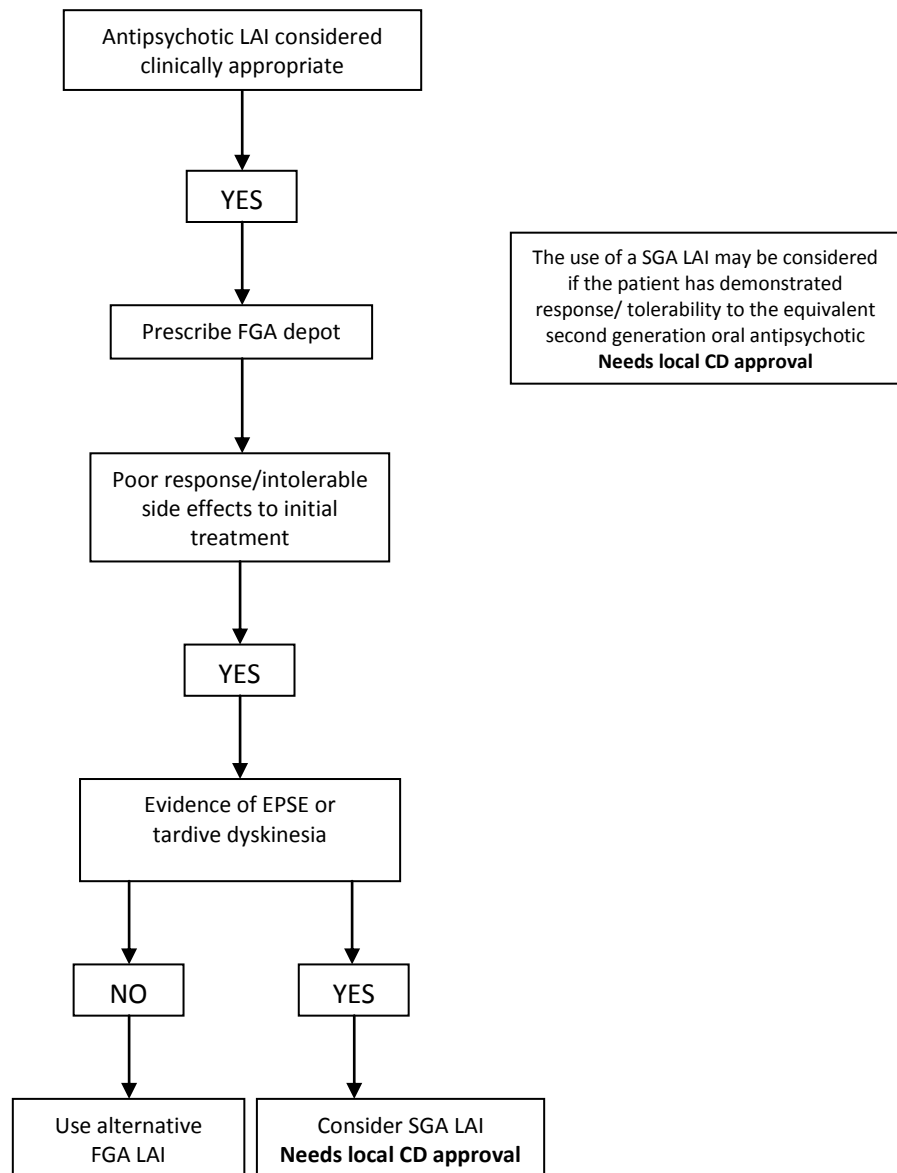 Antipsychotic LAI considered
clinically appropriate
YES
Prescribe FGA depot
The use of a SGA LAI may be considered
if the patient has demonstrated
response/ tolerability to the equivalent
second generation oral antipsychotic
Needs local CD approval
Poor response/intolerable
side effects to initial
treatment
YES
Evidence of EPSE or
tardive dyskinesia
NO
YES
Use alternative
FGA LAI
Consider SGA LAI
Needs local CD approval